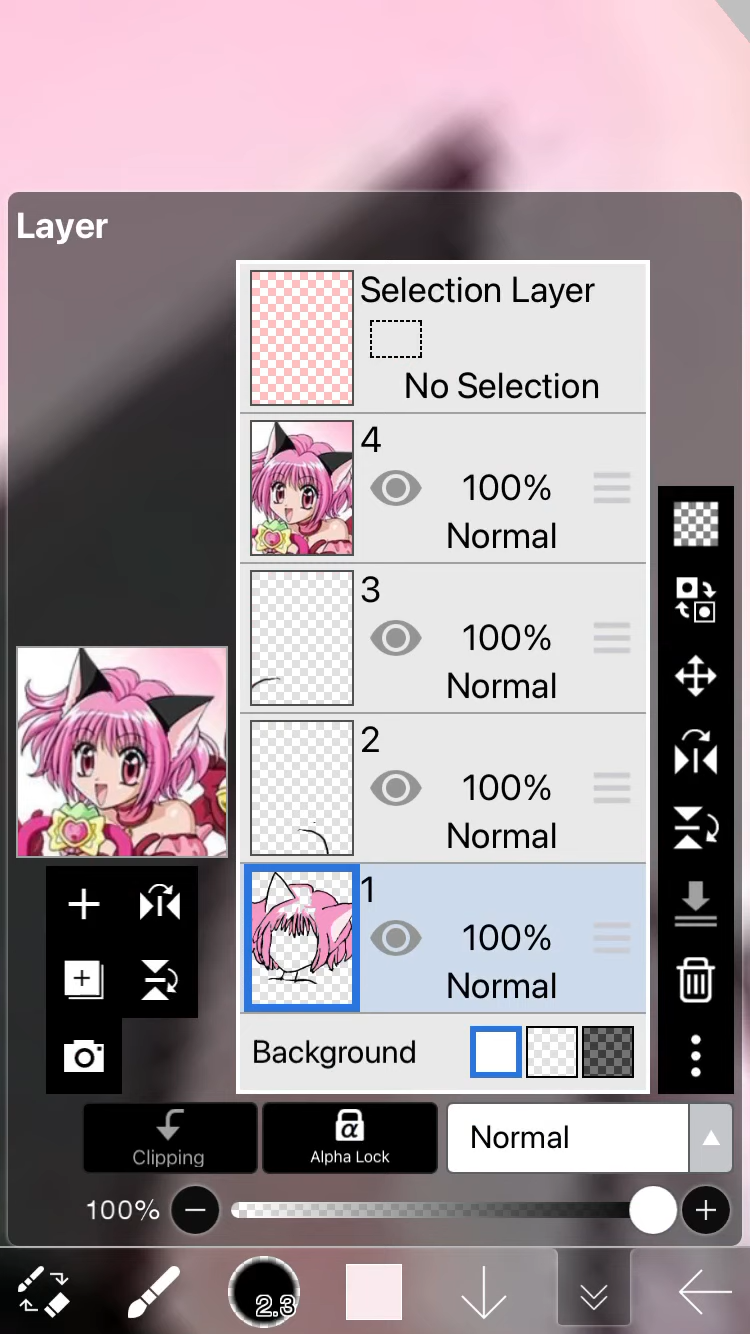 Layer
Selection Layer
No Selection
4
100%
Normal
3
100%
Normal
2
100%
Normal
1
100%
Normal
Background
Clipping
α
Alpha Lock
Normal
100%
2.3